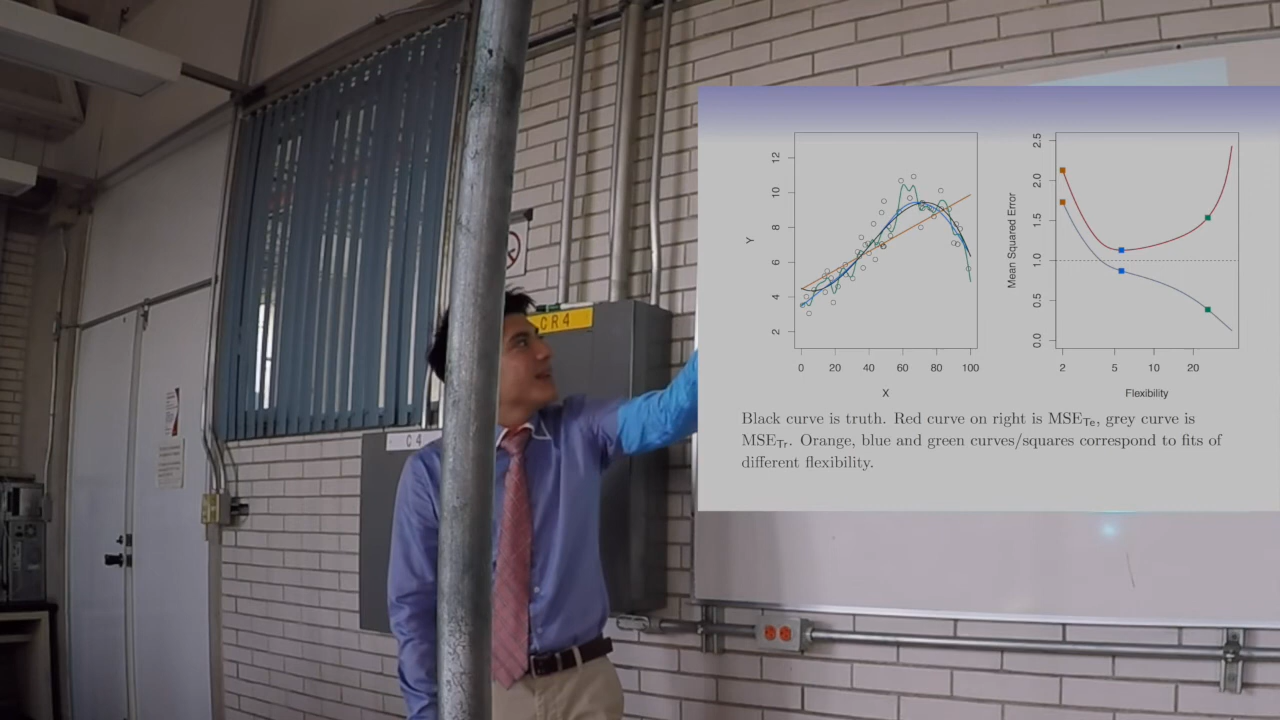 CR4
C4
12
10
8
6
4
2
Y
0 20 40 60 80 100
X
2.5
2.0
1.5
1.0
0.5
0.0
Mean Squared Error
2 5 10 20
Flexibility
Black curve is truth. Red curve on right is MSE_Te, grey curve is
MSE_Tr. Orange, blue and green curves/squares correspond to fits of
different flexibility.